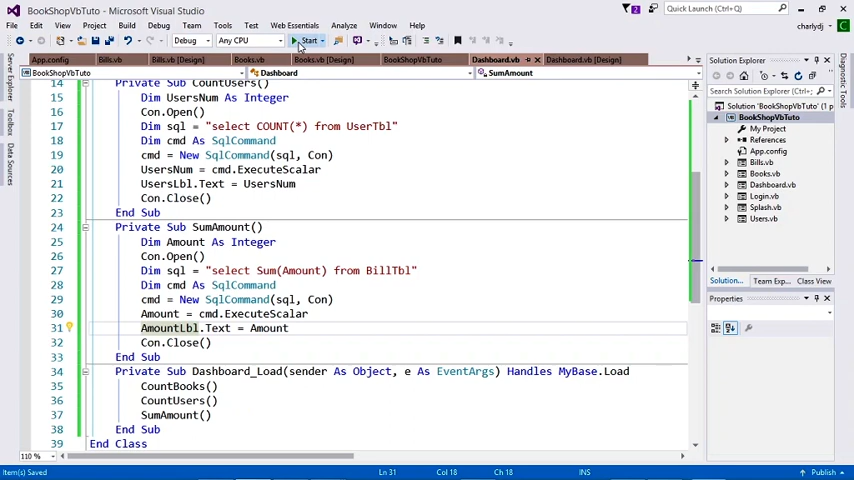 BookShopVbTuto - Microsoft Visual Studio
2
Quick Launch (Ctrl+Q)
File Edit View Project Build Debug Team Tools Test Web Essentials Analyze Window Help
charlydj
Debug Any CPU Start
App.config Bills.vb Bills.vb [Design] Books.vb Books.vb [Design] BookShopVbTuto Dashboard.vb Dashboard.vb [Design]
BookShopVbTuto Dashboard SumAmount
14 Private Sub CountUsers()
15 Dim UsersNum As Integer
16 Con.Open()
17 Dim sql = "select COUNT(*) from UserTbl"
18 Dim cmd As SqlCommand
19 cmd = New SqlCommand(sql, Con)
20 UsersNum = cmd.ExecuteScalar
21 UsersLbl.Text = UsersNum
22 Con.Close()
23 End Sub
24 Private Sub SumAmount()
25 Dim Amount As Integer
26 Con.Open()
27 Dim sql = "select Sum(Amount) from BillTbl"
28 Dim cmd As SqlCommand
29 cmd = New SqlCommand(sql, Con)
30 Amount = cmd.ExecuteScalar
31 AmountLbl.Text = Amount
32 Con.Close()
33 End Sub
34 Private Sub Dashboard_Load(sender As Object, e As EventArgs) Handles MyBase.Load
35 CountBooks()
36 CountUsers()
37 SumAmount()
38 End Sub
39 End Class
110 %
Server Explorer
Toolbox
Data Sources
Solution Explorer
Search Solution Explorer (Ctrl+;)
Solution 'BookShopVbTuto' (1 p
BookShopVbTuto
My Project
References
App.config
Bills.vb
Books.vb
Dashboard.vb
Login.vb
Splash.vb
Users.vb
Solution... Team Exp... Class View
Properties
Diagnostic Tools
Item(s) Saved Ln 31 Col 18 Ch 18 INS Publish